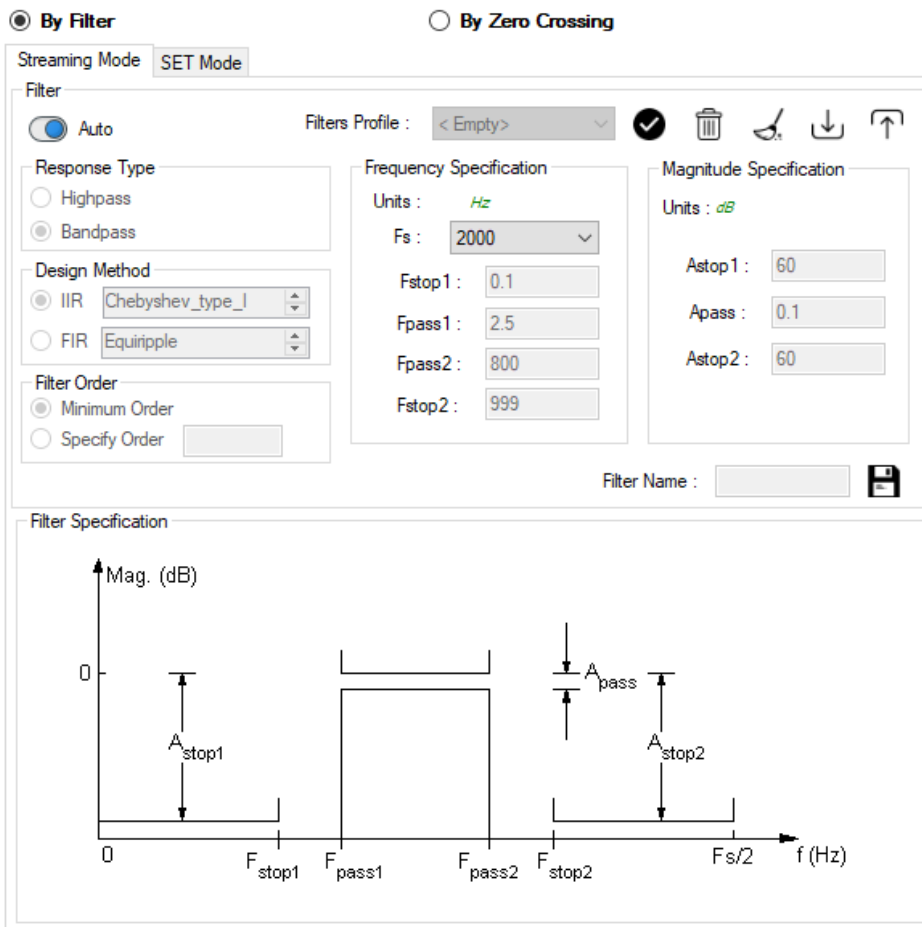 By Filter
By Zero Crossing
Streaming Mode
SET Mode
Filter
Auto
Filters Profile :
< Empty>
Response Type
Highpass
Bandpass
Design Method
IIR
Chebyshev_type_I
FIR
Equiripple
Filter Order
Minimum Order
Specify Order
Frequency Specification
Units :
Hz
Fs :
2000
Fstop1 :
0.1
Fpass1 :
2.5
Fpass2 :
800
Fstop2 :
999
Magnitude Specification
Units : dB
Astop1 :
60
Apass :
0.1
Astop2 :
60
Filter Name :
Filter Specification
Mag. (dB)
0
Apass
Astop1
Astop2
0
Fstop1
Fpass1
Fpass2
Fstop2
Fs/2
f (Hz)